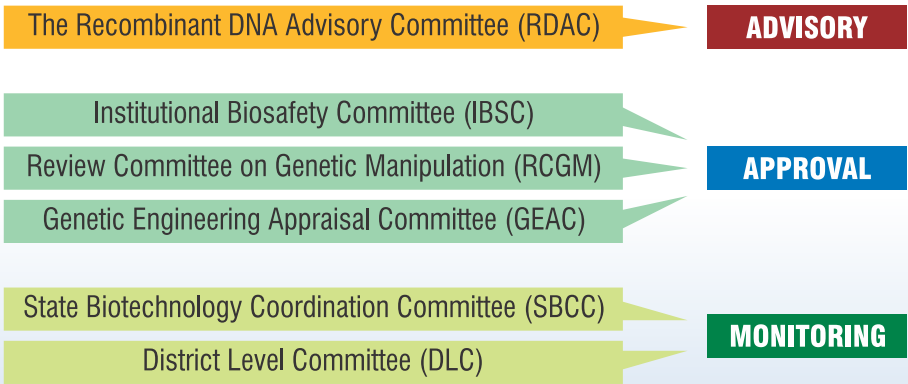 The Recombinant DNA Advisory Committee (RDAC)
ADVISORY
Institutional Biosafety Committee (IBSC)
Review Committee on Genetic Manipulation (RCGM)
APPROVAL
Genetic Engineering Appraisal Committee (GEAC)
State Biotechnology Coordination Committee (SBCC)
MONITORING
District Level Committee (DLC)